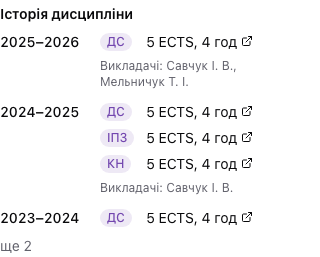 Історія дисципліни
2025–2026 ДС 5 ECTS, 4 год
Викладачі: Савчук І. В.,
Мельничук Т. І.
2024–2025 ДС 5 ECTS, 4 год
ІПЗ 5 ECTS, 4 год
КН 5 ECTS, 4 год
Викладачі: Савчук І. В.
2023–2024 ДС 5 ECTS, 4 год
ще 2